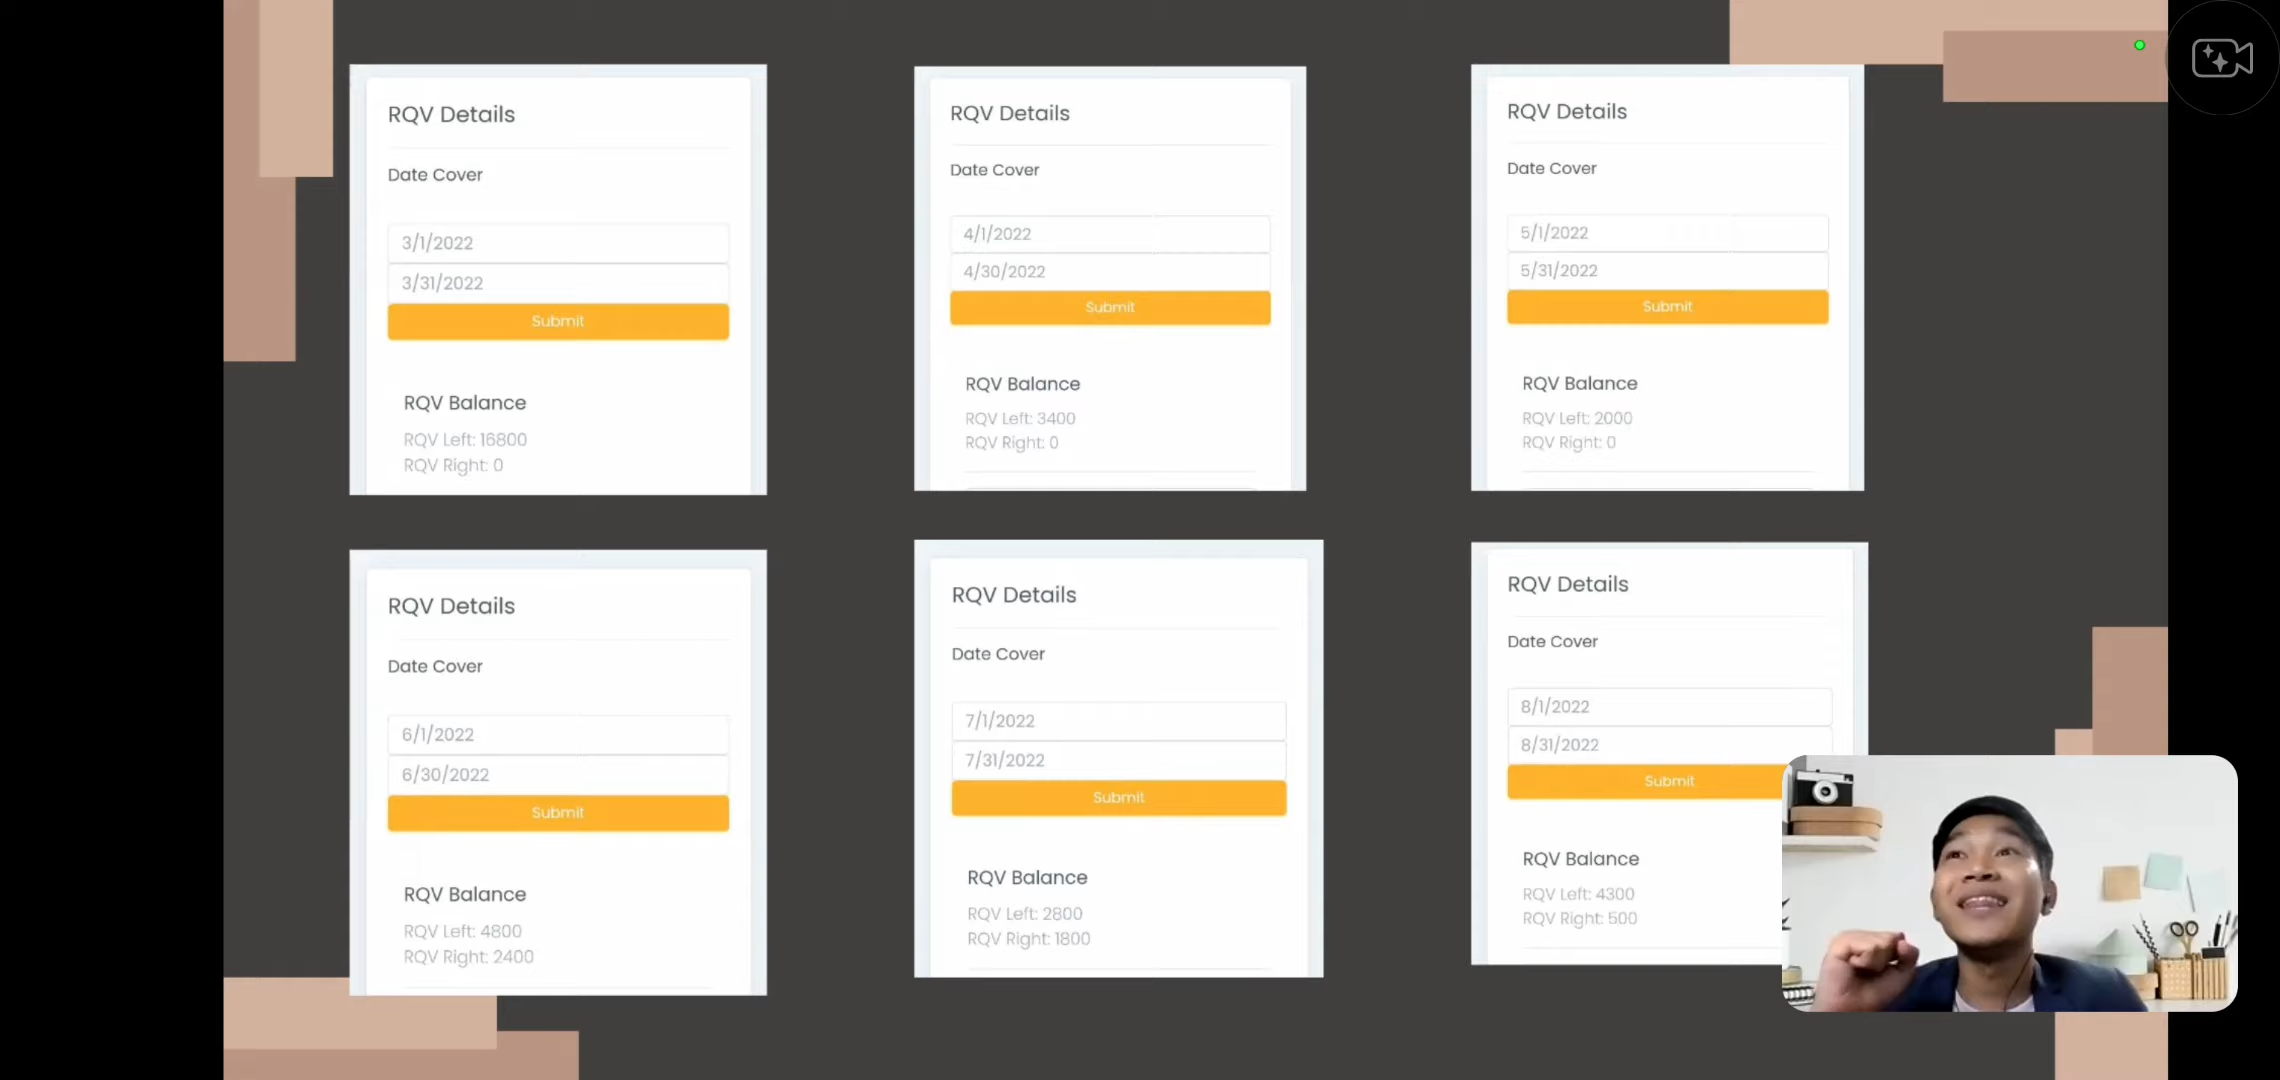 RQV Details
Date Cover
3/1/2022
3/31/2022
Submit
RQV Balance
RQV Left: 16800
RQV Right: 0
RQV Details
Date Cover
4/1/2022
4/30/2022
Submit
RQV Balance
RQV Left: 3400
RQV Right: 0
RQV Details
Date Cover
5/1/2022
5/31/2022
Submit
RQV Balance
RQV Left: 2000
RQV Right: 0
RQV Details
Date Cover
6/1/2022
6/30/2022
Submit
RQV Balance
RQV Left: 4800
RQV Right: 2400
RQV Details
Date Cover
7/1/2022
7/31/2022
Submit
RQV Balance
RQV Left: 2800
RQV Right: 1800
RQV Details
Date Cover
8/1/2022
8/31/2022
Submit
RQV Balance
RQV Left: 4300
RQV Right: 500